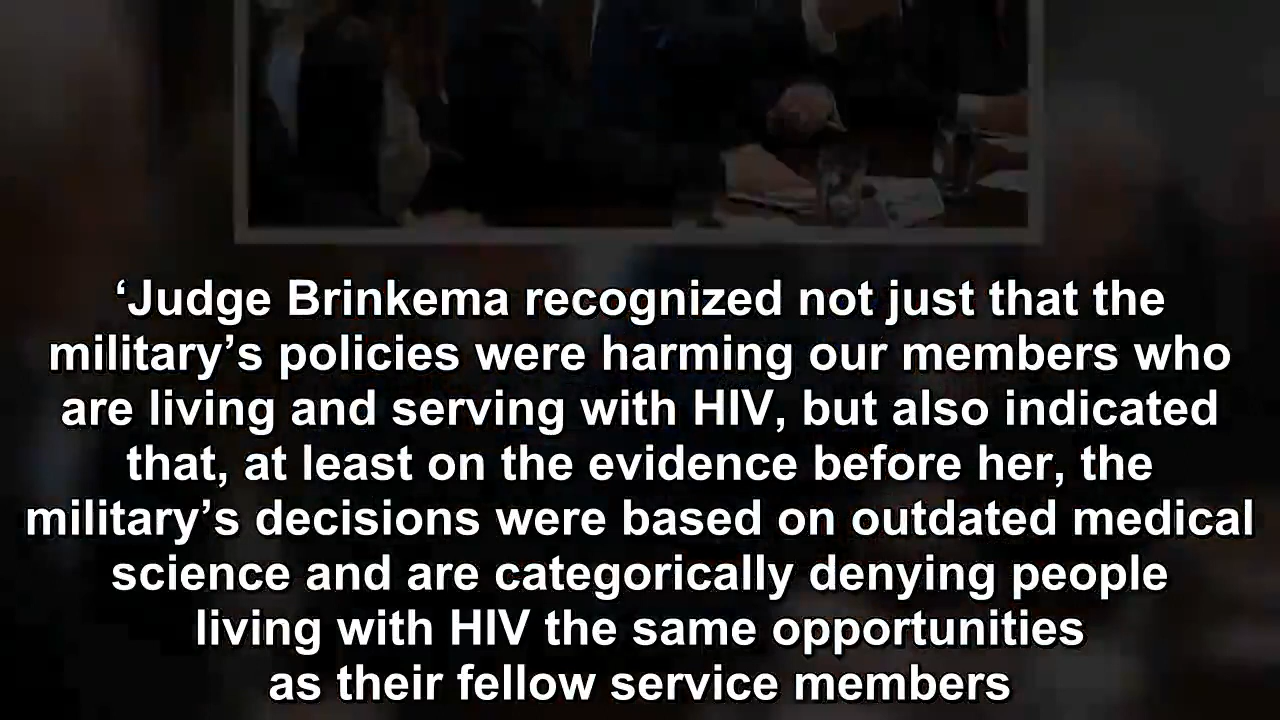 ‘Judge Brinkema recognized not just that the
military’s policies were harming our members who
are living and serving with HIV, but also indicated
that, at least on the evidence before her, the
military’s decisions were based on outdated medical
science and are categorically denying people
living with HIV the same opportunities
as their fellow service members